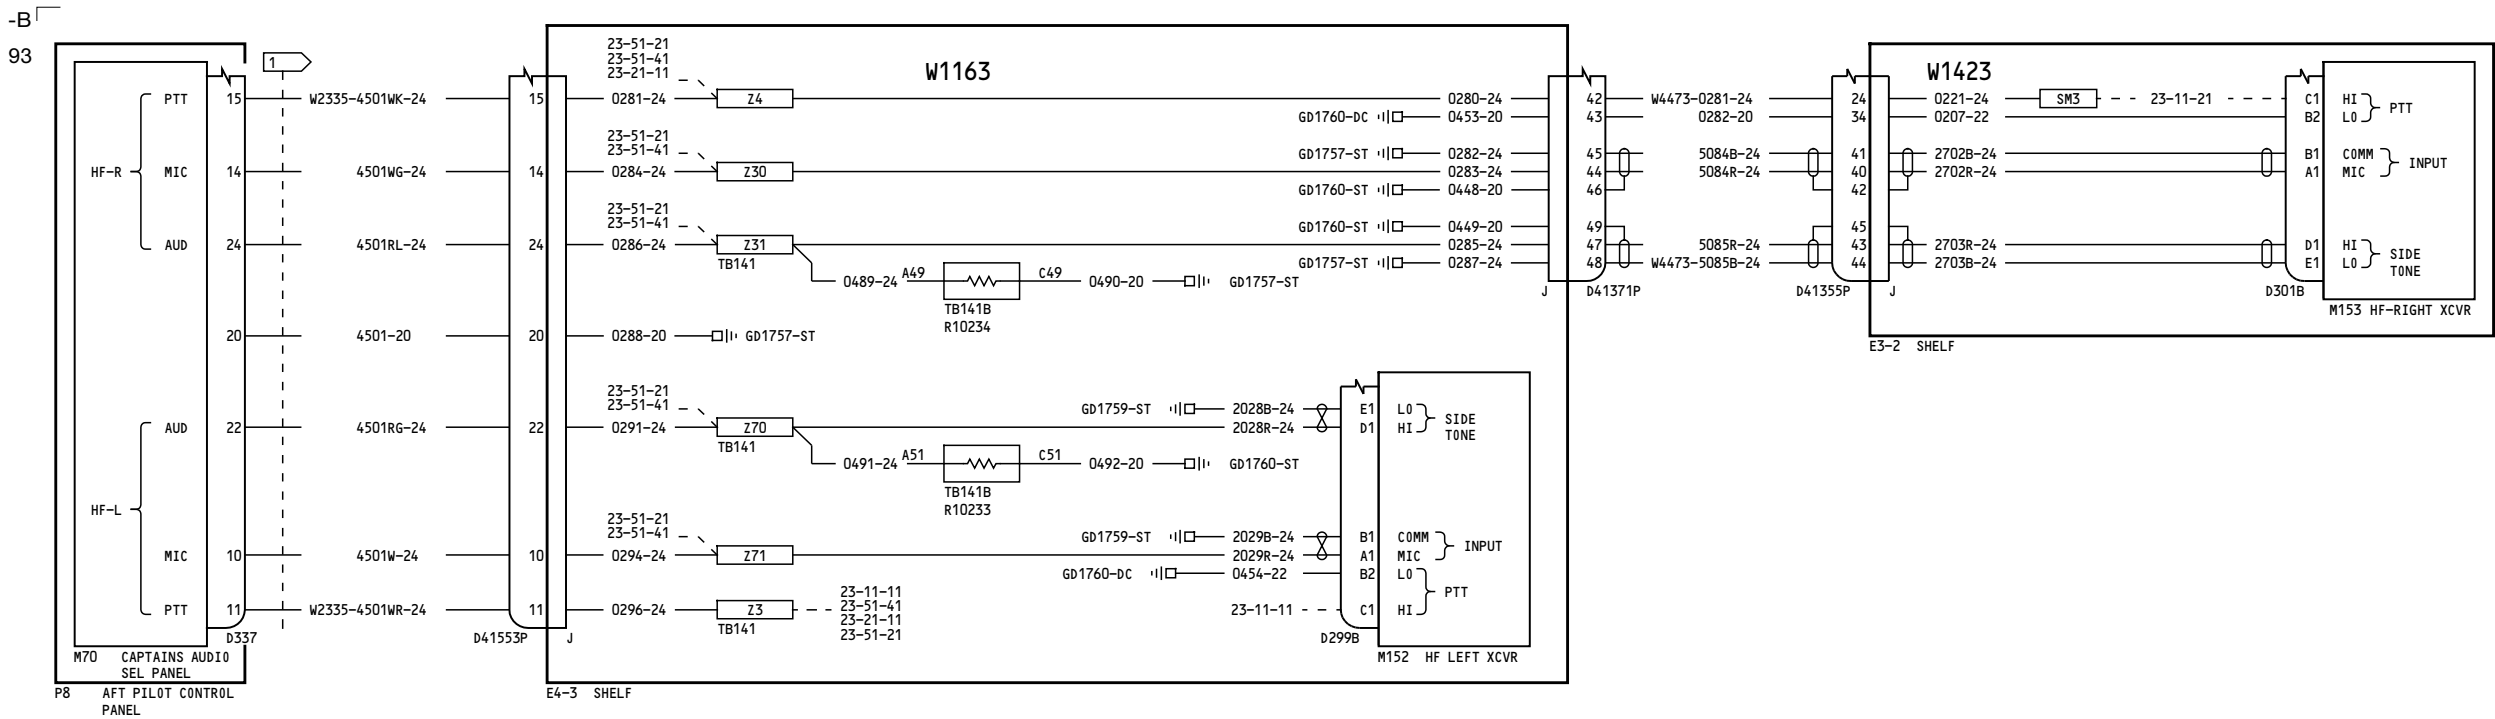 -B
93
1
23-51-21
23-51-41
23-21-11
W1163
W1423
PTT 15 W2335-4501WK-24 15 0281-24 Z4 0280-24 42 W4473-0281-24 24 0221-24 SM3 23-11-21 C1 HI
PTT
GD1760-DC 0453-20 43 0282-20 34 0207-22 B2 LO
23-51-21
23-51-41
GD1757-ST 0282-24 45 5084B-24 41 2702B-24 B1 COMM
INPUT
HF-R MIC 14 4501WG-24 14 0284-24 Z30 0283-24 44 5084R-24 40 2702R-24 A1 MIC
GD1760-ST 0448-20 46 42
23-51-21
23-51-41
GD1760-ST 0449-20 49 45
AUD 24 4501RL-24 24 0286-24 Z31 0285-24 47 5085R-24 43 2703R-24 D1 HI
SIDE
TONE
TB141
GD1757-ST 0287-24 48 W4473-5085B-24 44 2703B-24 E1 LO
0489-24 A49 C49 0490-20 GD1757-ST
J D41371P D41355P J D301B
TB141B
R10234
M153 HF-RIGHT XCVR
20 4501-20 20 0288-20 GD1757-ST
E3-2 SHELF
23-51-21
23-51-41
GD1759-ST 2028B-24 E1 LO
SIDE
TONE
AUD 22 4501RG-24 22 0291-24 Z70 2028R-24 D1 HI
TB141
0491-24 A51 C51 0492-20 GD1760-ST
TB141B
R10233
HF-L
23-51-21
23-51-41
GD1759-ST 2029B-24 B1 COMM
INPUT
MIC 10 4501W-24 10 0294-24 Z71 2029R-24 A1 MIC
GD1760-DC 0454-22 B2 LO
PTT
23-11-11
23-51-41
23-21-11
23-51-21
PTT 11 W2335-4501WR-24 11 0296-24 Z3 23-11-11 C1 HI
TB141
D337 D41553P J D299B
M70 CAPTAINS AUDIO
SEL PANEL
M152 HF LEFT XCVR
P8 AFT PILOT CONTROL
PANEL
E4-3 SHELF